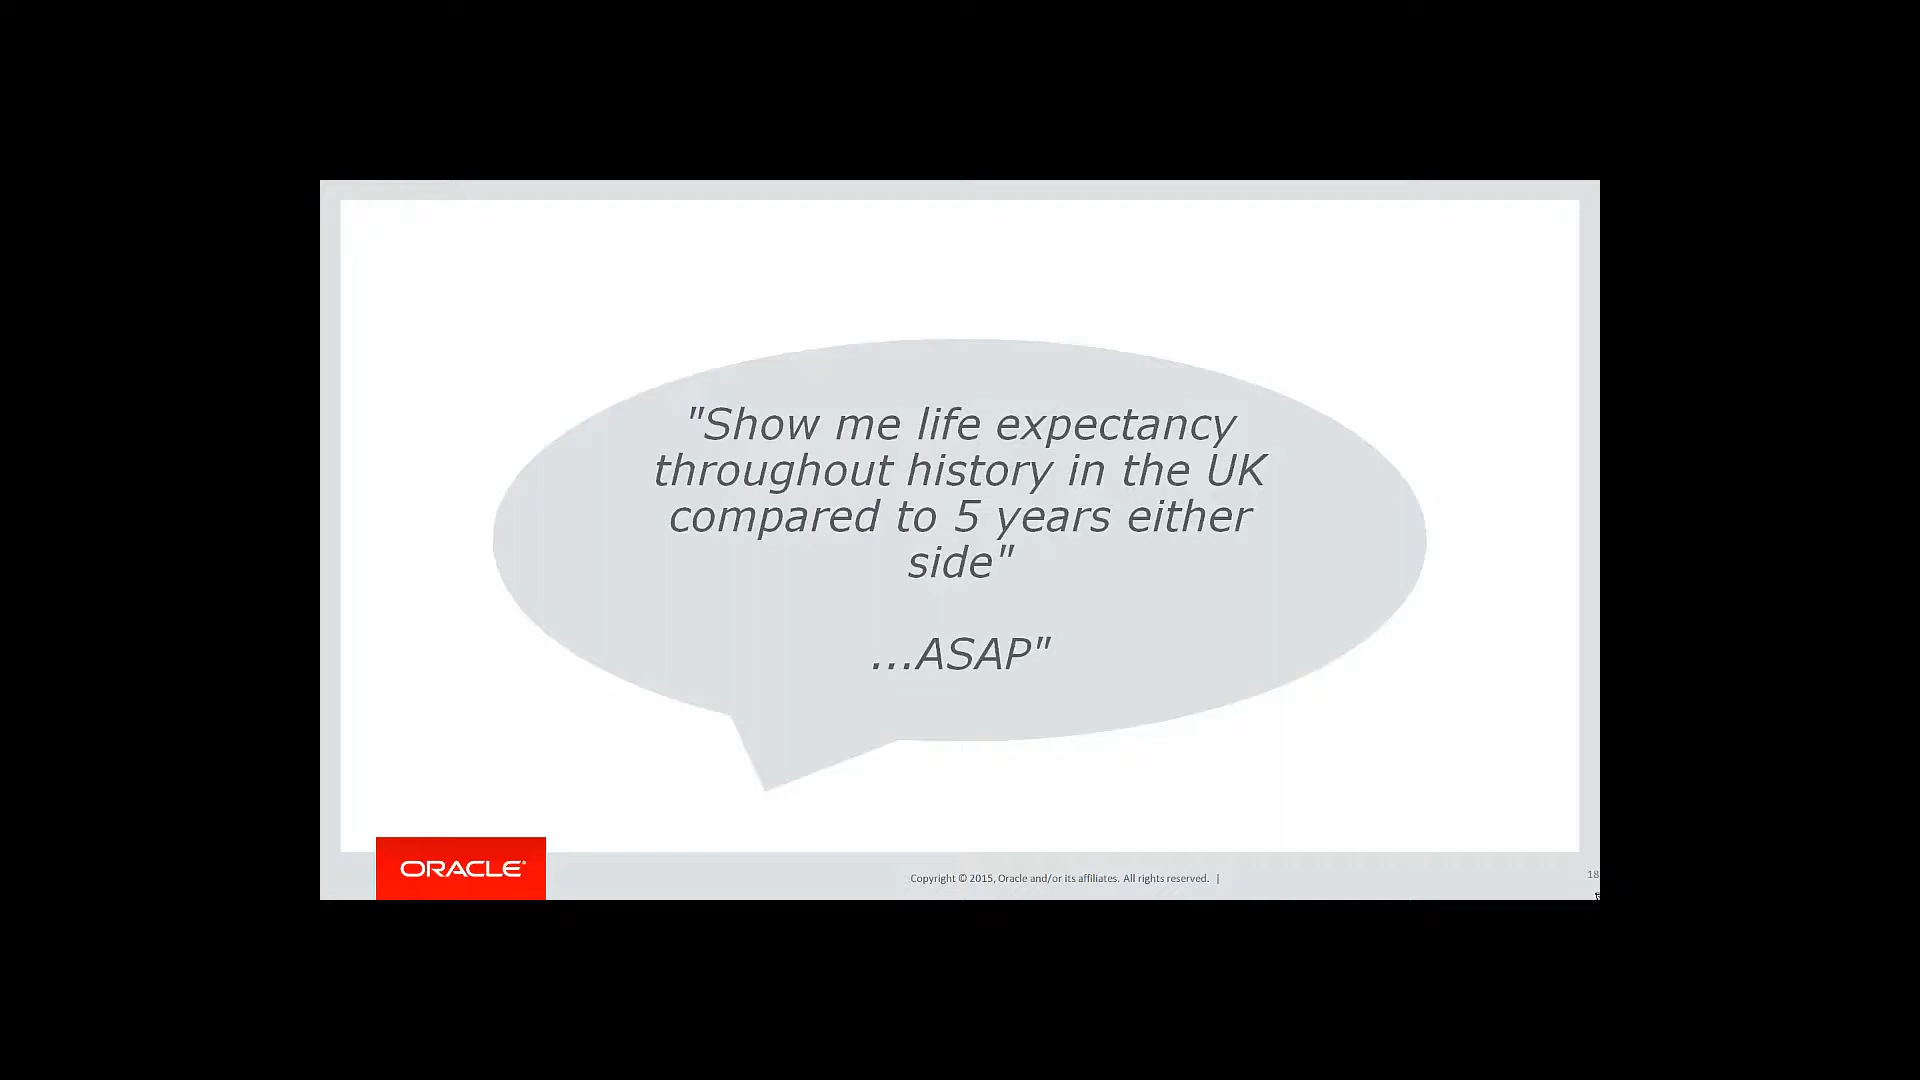 "Show me life expectancy
throughout history in the UK
compared to 5 years either
side"
...ASAP"
ORACLE®
Copyright © 2015, Oracle and/or its affiliates. All rights reserved. |
18